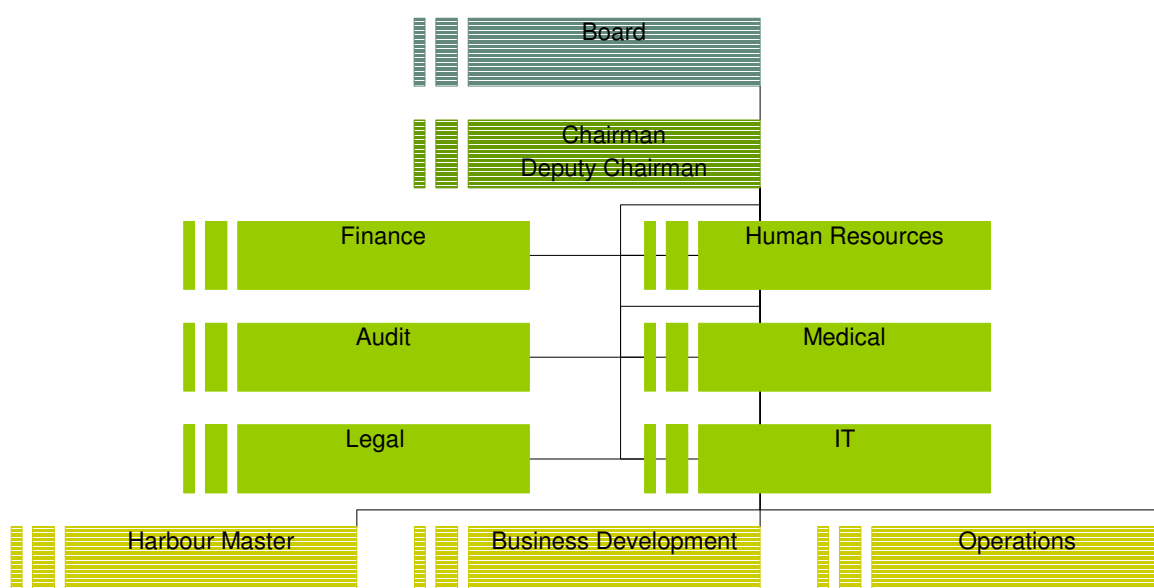 Board
Chairman
Deputy Chairman
Finance
Human Resources
Audit
Medical
Legal
IT
Harbour Master
Business Development
Operations